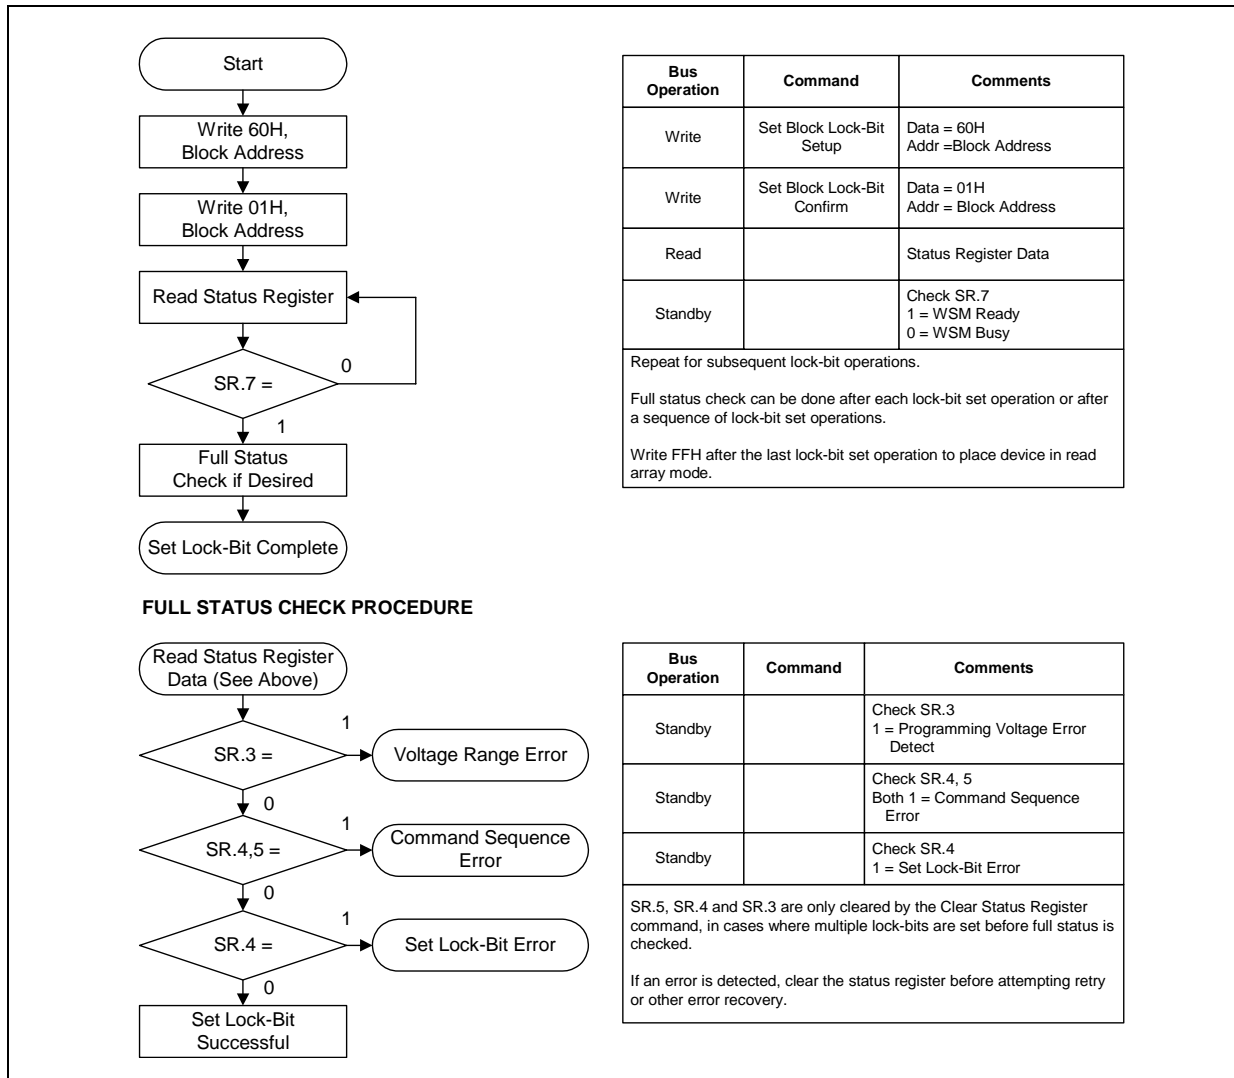 Start
Write 60H,
Block Address
Write 01H,
Block Address
Read Status Register
SR.7 =
0
1
Full Status
Check if Desired
Set Lock-Bit Complete
Bus
Operation
Command
Comments
Write
Set Block Lock-Bit
Setup
Data = 60H
Addr =Block Address
Write
Set Block Lock-Bit
Confirm
Data = 01H
Addr = Block Address
Read
Status Register Data
Standby
Check SR.7
1 = WSM Ready
0 = WSM Busy
Repeat for subsequent lock-bit operations.
Full status check can be done after each lock-bit set operation or after
a sequence of lock-bit set operations.
Write FFH after the last lock-bit set operation to place device in read
array mode.
FULL STATUS CHECK PROCEDURE
Read Status Register
Data (See Above)
SR.3 =
1
Voltage Range Error
0
SR.4,5 =
1
Command Sequence
Error
0
SR.4 =
1
Set Lock-Bit Error
0
Set Lock-Bit
Successful
Bus
Operation
Command
Comments
Standby
Check SR.3
1 = Programming Voltage Error
Detect
Standby
Check SR.4, 5
Both 1 = Command Sequence
Error
Standby
Check SR.4
1 = Set Lock-Bit Error
SR.5, SR.4 and SR.3 are only cleared by the Clear Status Register
command, in cases where multiple lock-bits are set before full status is
checked.
If an error is detected, clear the status register before attempting retry
or other error recovery.